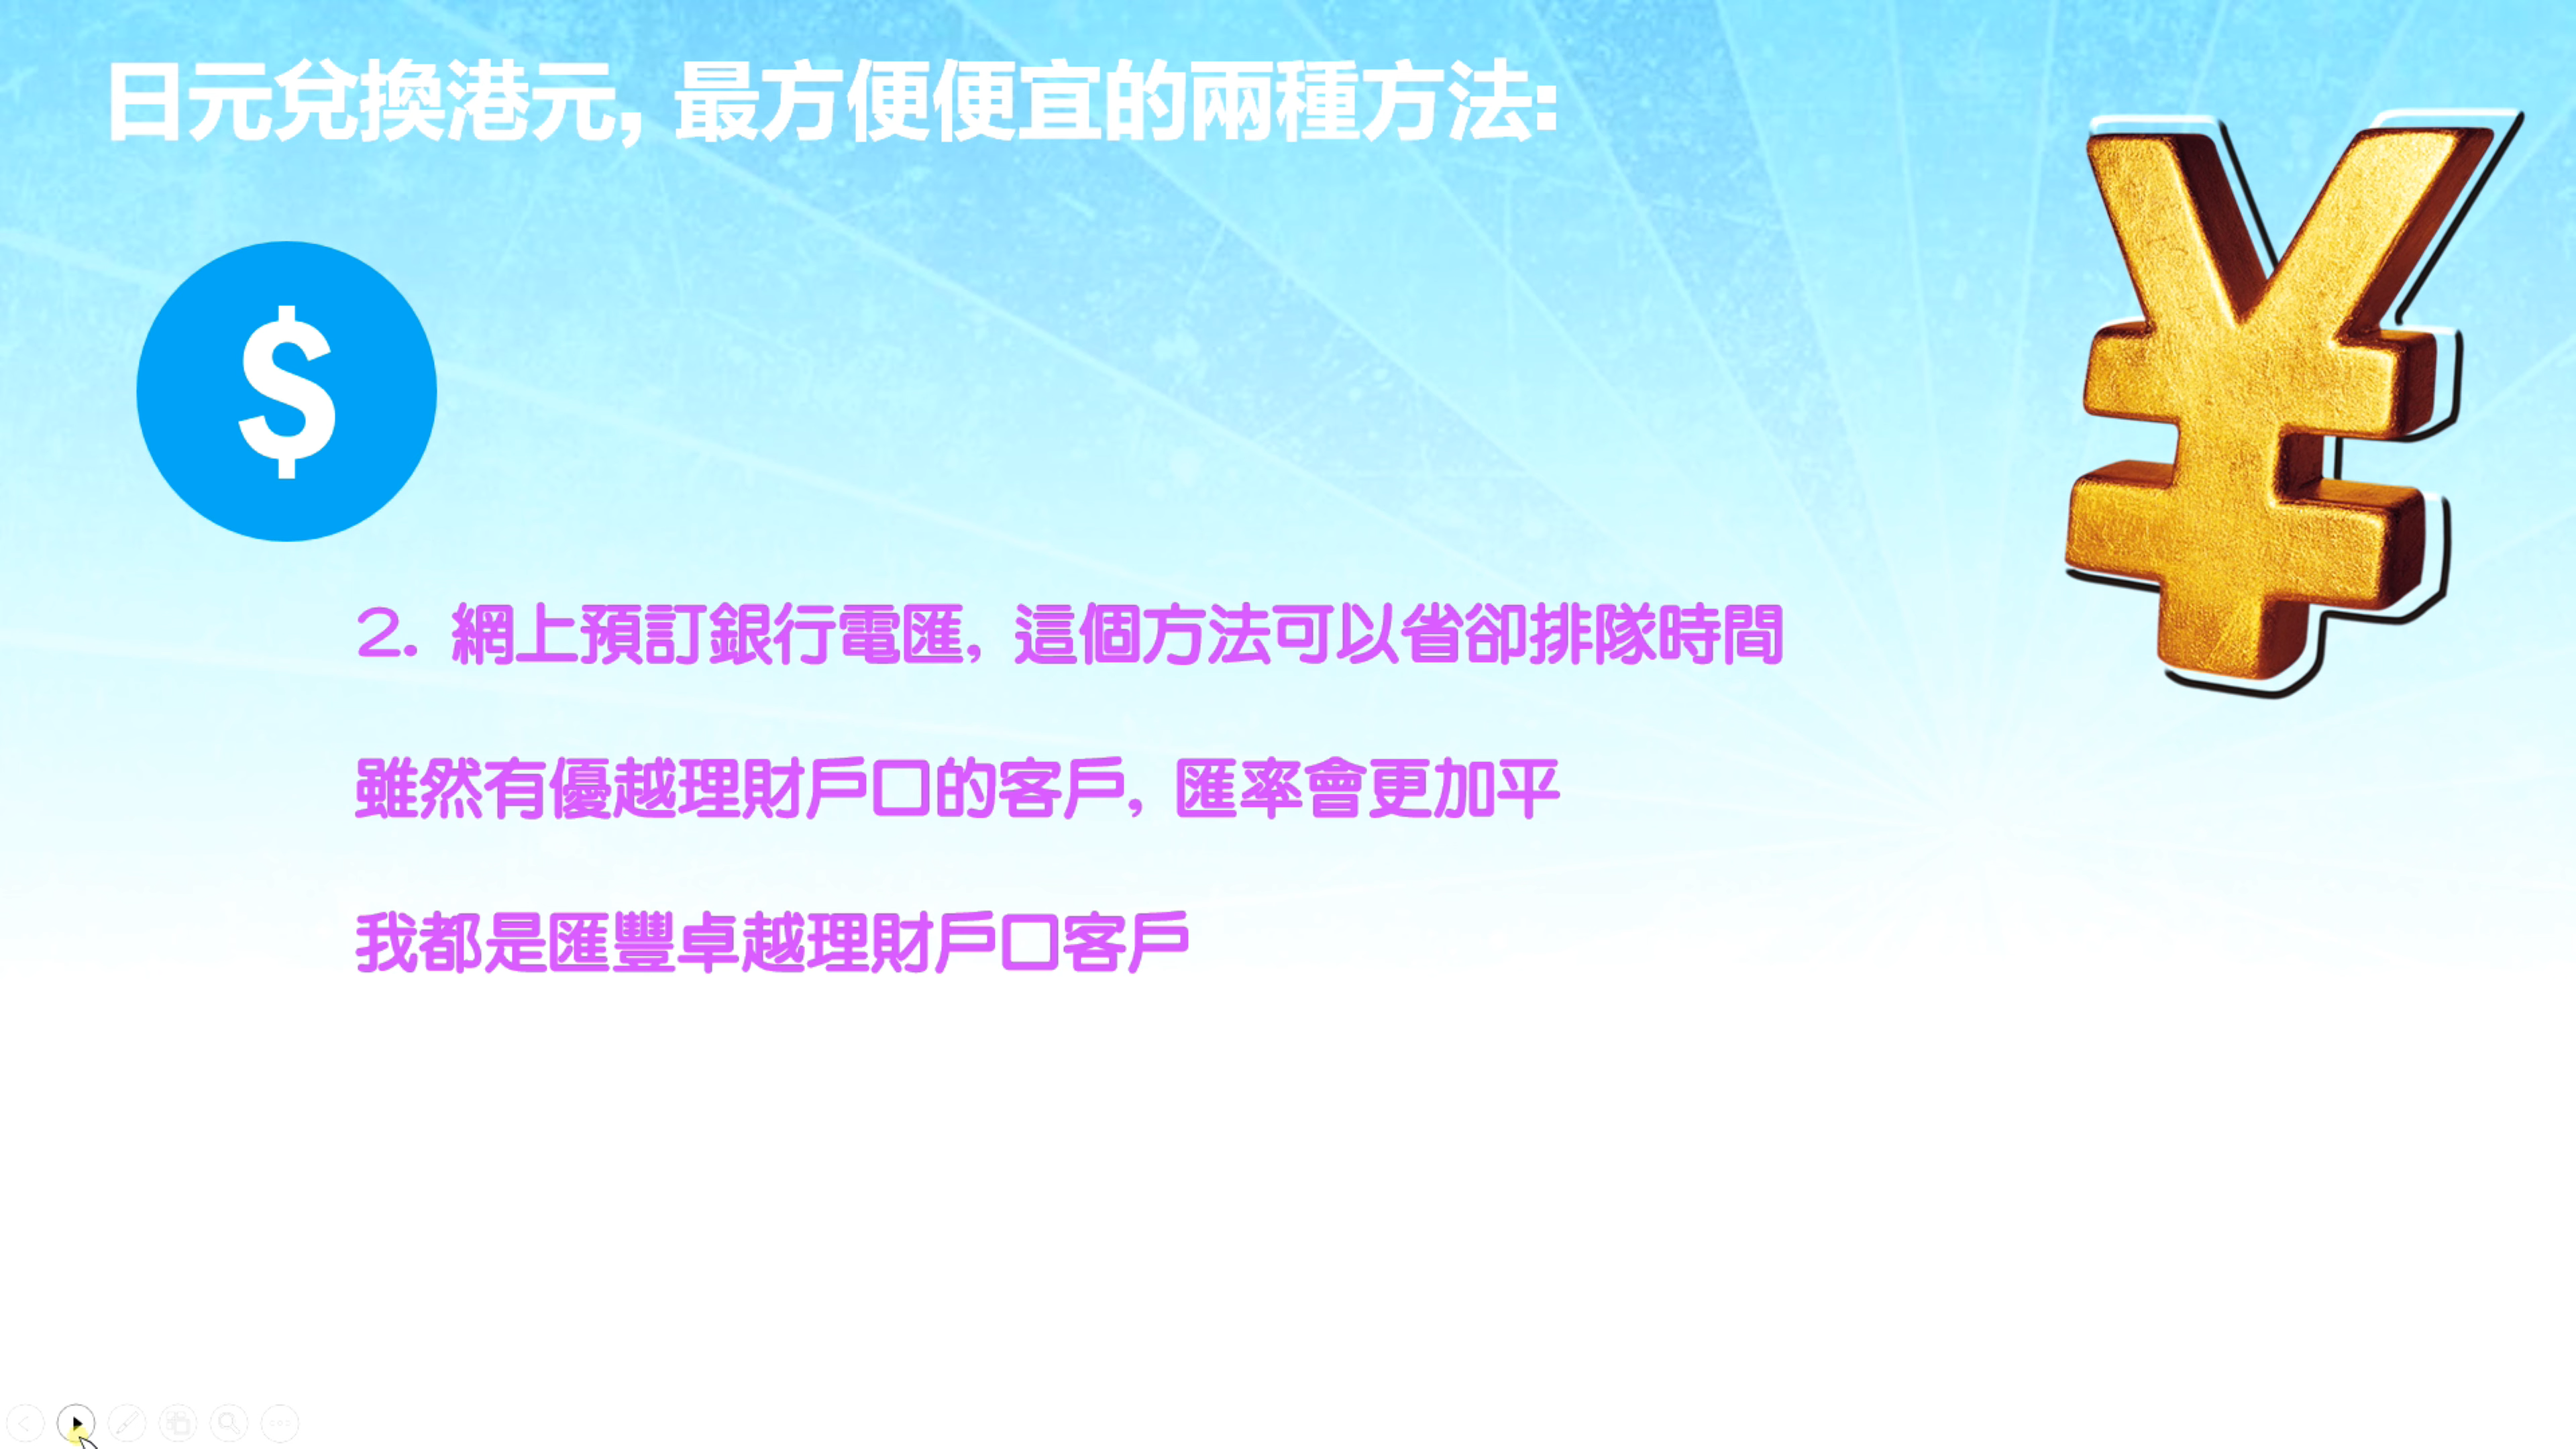 日元兌換港元, 最方便便宜的兩種方法:
$
¥
2. 網上預訂銀行電匯, 這個方法可以省卻排隊時間
雖然有優越理財戶口的客戶, 匯率會更加平
我都是匯豐卓越理財戶口客戶